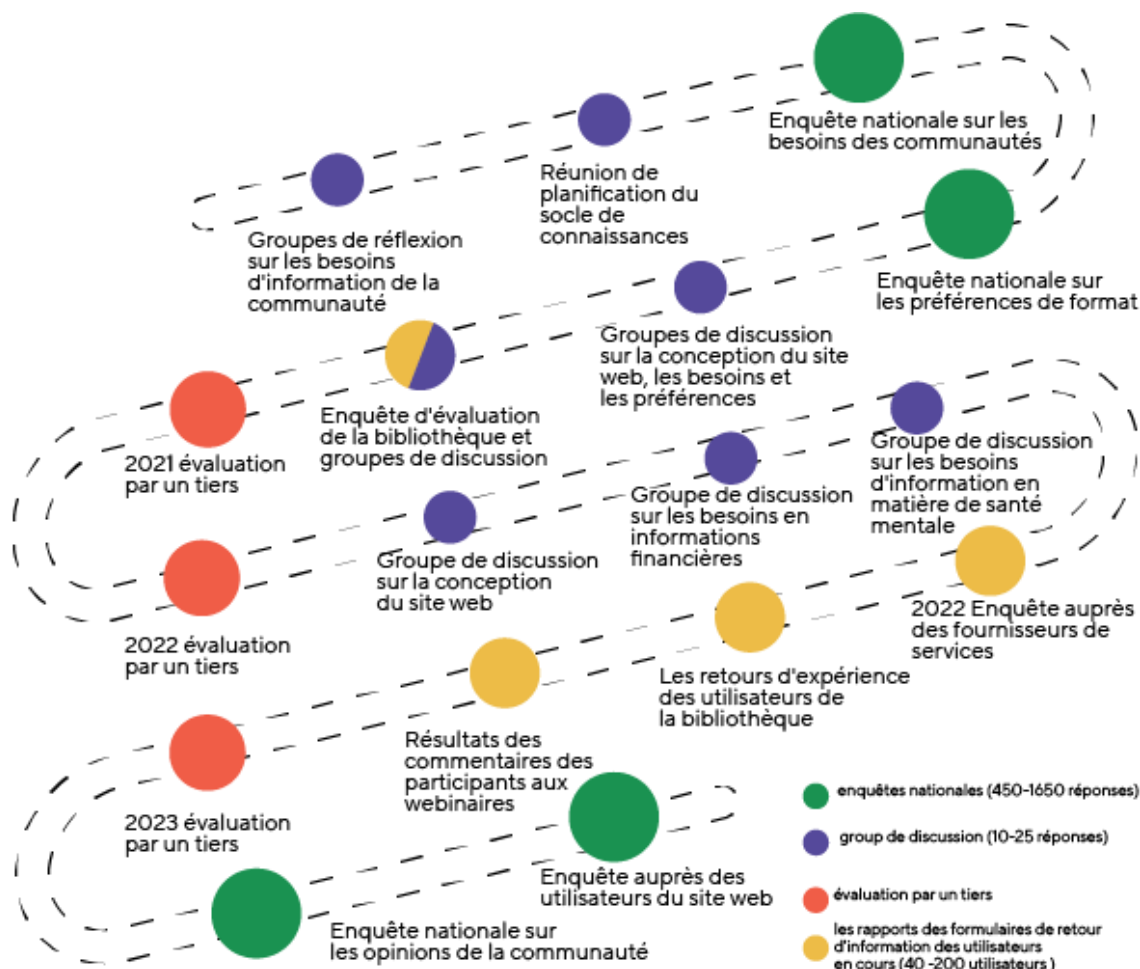 Groupes de réflexion
sur les besoins
d'information de la
communauté
Réunion de
planification du
socle de
connaissances
Enquête nationale sur les
besoins des communautés
Enquête nationale sur
les préférences de format
Groupes de discussion
sur la conception du site
web, les besoins et
les préférences
Enquête d'évaluation
de la bibliothèque et
groupes de discussion
2021 évaluation
par un tiers
2022 évaluation
par un tiers
Groupe de discussion
sur la conception
du site web
Groupe de discussion
sur les besoins en
informations
financières
Groupe de discussion
sur les besoins
d'information en
matière de santé
mentale
2022 Enquête auprès
des fournisseurs de
services
Les retours d'expérience
des utilisateurs de
la bibliothèque
Résultats des
commentaires des
participants aux
webinaires
2023 évaluation
par un tiers
Enquête nationale sur
les opinions de la communauté
Enquête auprès des
utilisateurs du site web
enquêtes nationales (450-1650 réponses)
group de discussion (10-25 réponses)
évaluation par un tiers
les rapports des formulaires de retour
d'information des utilisateurs
en cours (40 -200 utilisateurs )